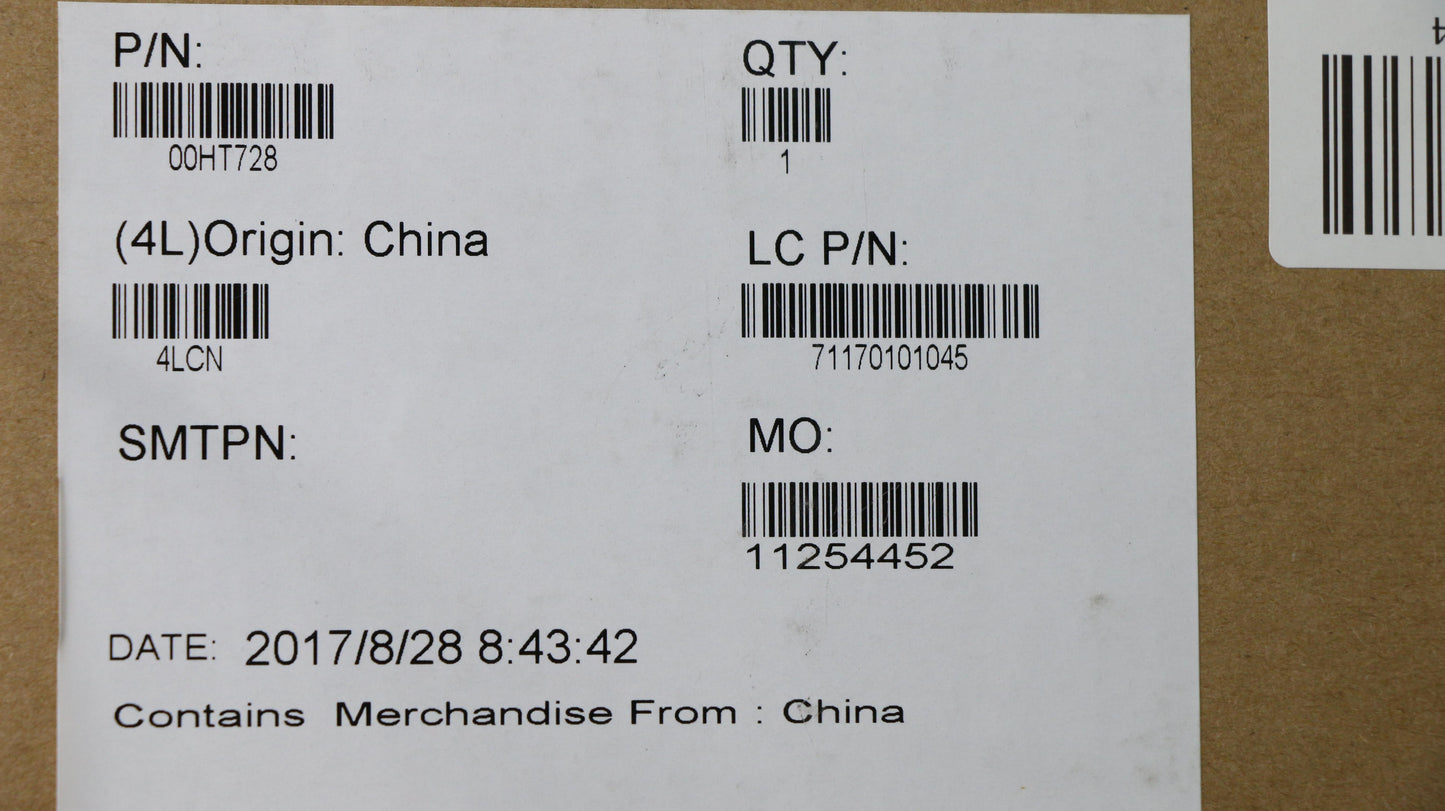 P/N:
00HT728
QTY:
1
(4L)Origin: China
4LCN
LC P/N:
71170101045
SMTPN:
MO:
11254452
DATE: 2017/8/28 8:43:42
Contains Merchandise From : China